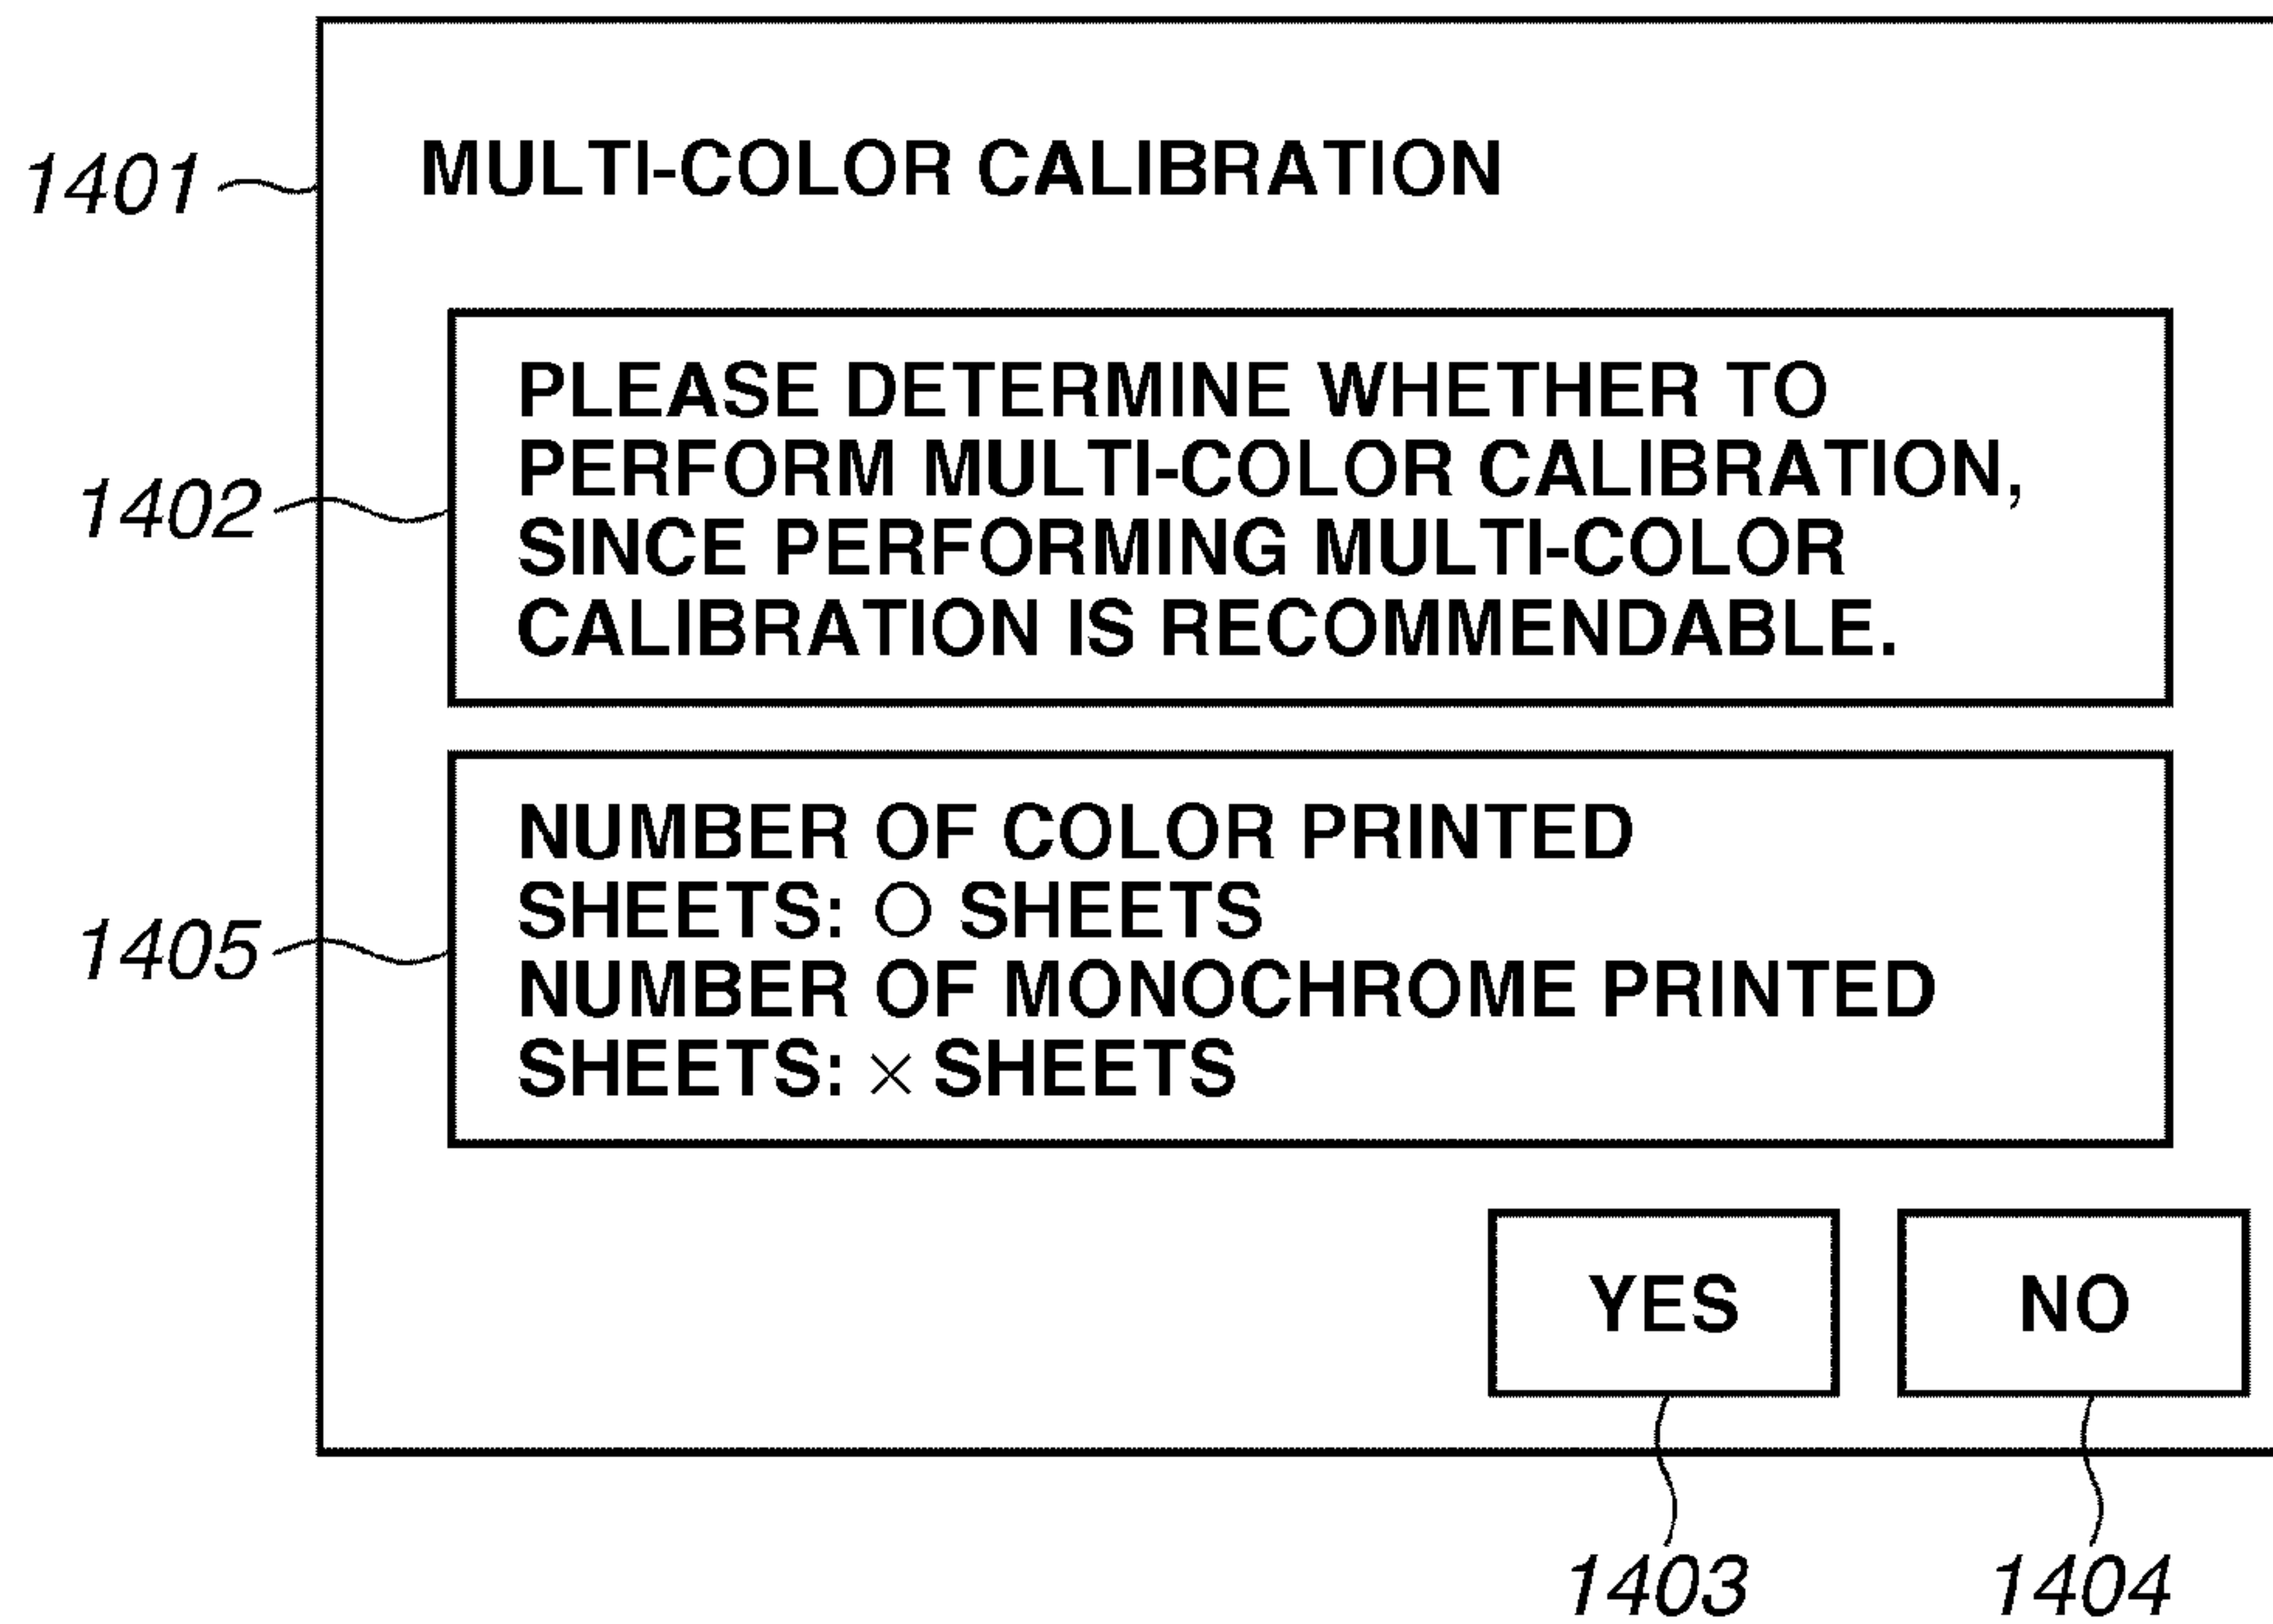 1401
MULTI-COLOR CALIBRATION
1402
PLEASE DETERMINE WHETHER TO
PERFORM MULTI-COLOR CALIBRATION,
SINCE PERFORMING MULTI-COLOR
CALIBRATION IS RECOMMENDABLE.
1405
NUMBER OF COLOR PRINTED
SHEETS: ○ SHEETS
NUMBER OF MONOCHROME PRINTED
SHEETS: × SHEETS
YES
NO
1403
1404